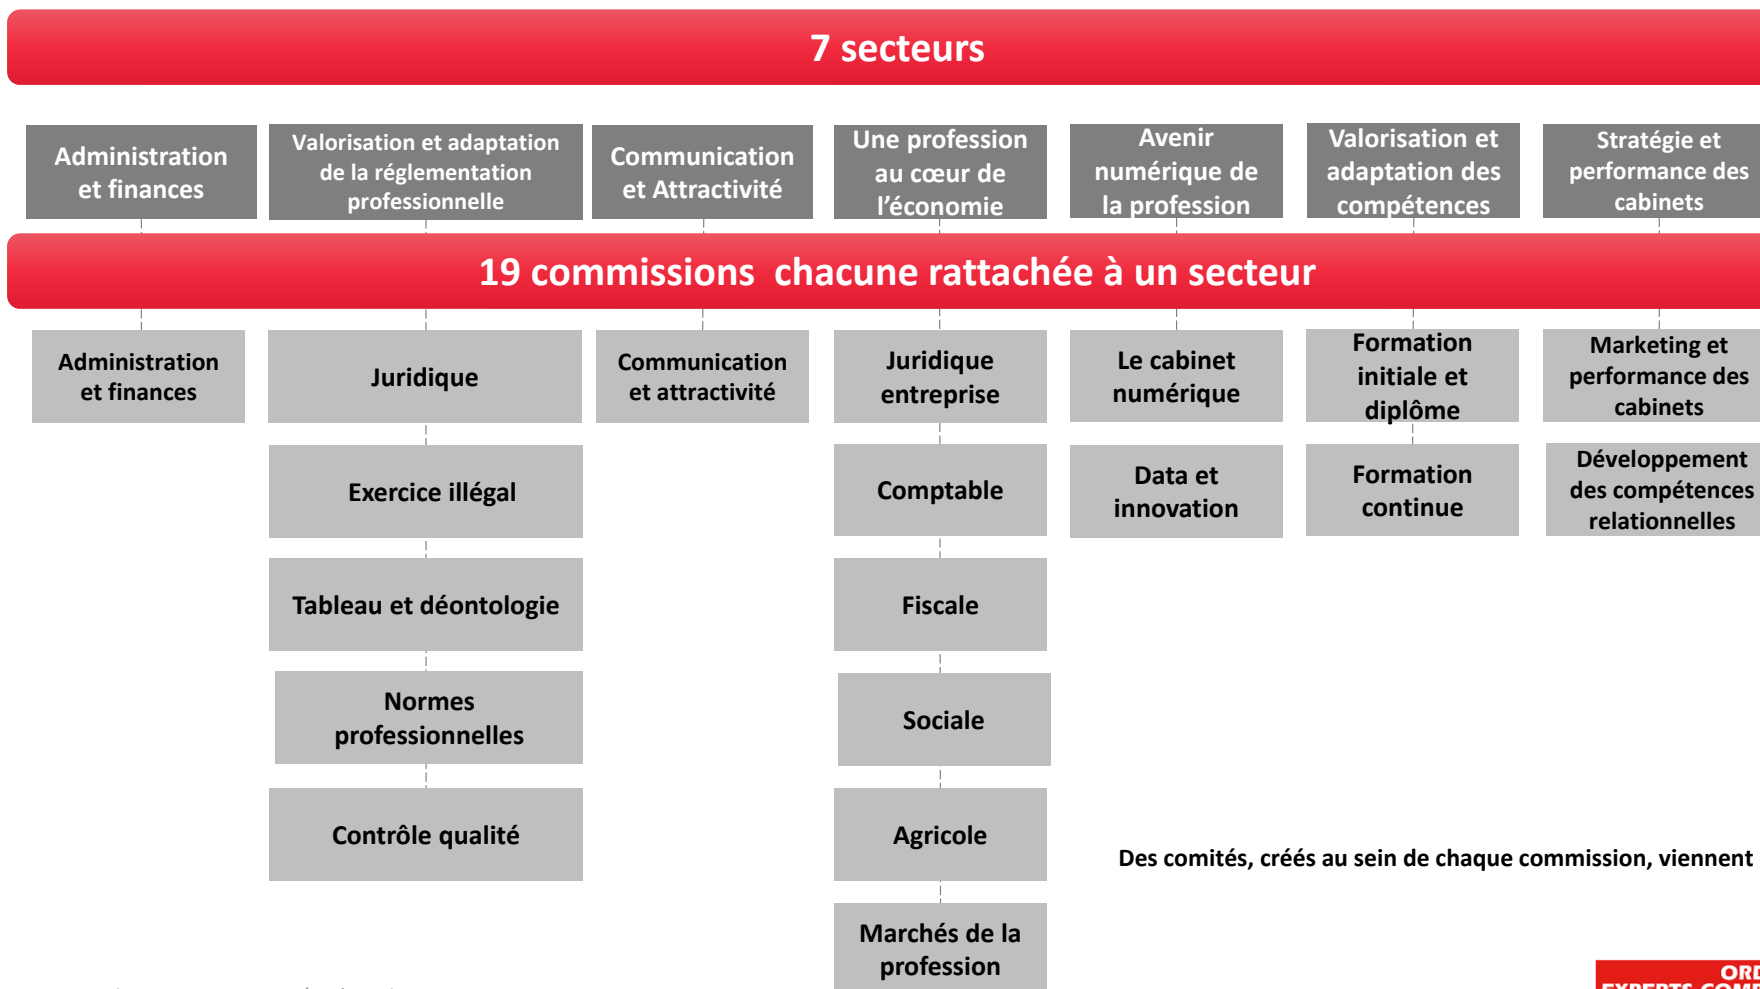 7 secteurs
Administration
et finances
Valorisation et adaptation
de la réglementation
professionnelle
Communication
et Attractivité
Une profession
au cœur de
l'économie
Avenir
numérique de
la profession
Valorisation et
adaptation des
compétences
Stratégie et
performance des
cabinets
19 commissions chacune rattachée à un secteur
Administration
et finances
Juridique
Exercice illégal
Tableau et déontologie
Normes
professionnelles
Contrôle qualité
Communication
et attractivité
Juridique
entreprise
Comptable
Fiscale
Sociale
Agricole
Marchés de la
profession
Le cabinet
numérique
Data et
innovation
Formation
initiale et
diplôme
Formation
continue
Marketing et
performance des
cabinets
Développement
des compétences
relationnelles
Des comités, créés au sein de chaque commission, viennent